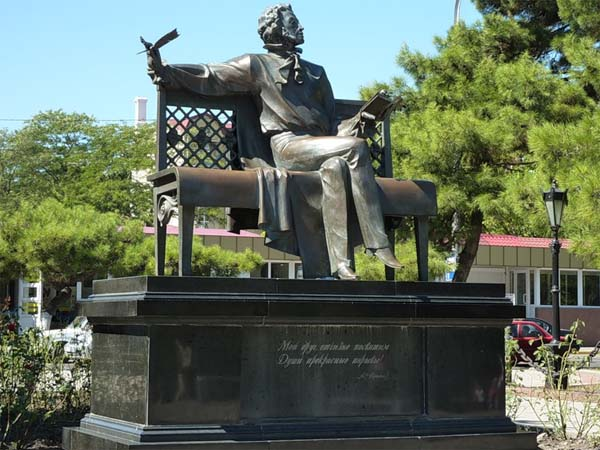 Мой друг, отчизне посвятим
Души прекрасные порывы!